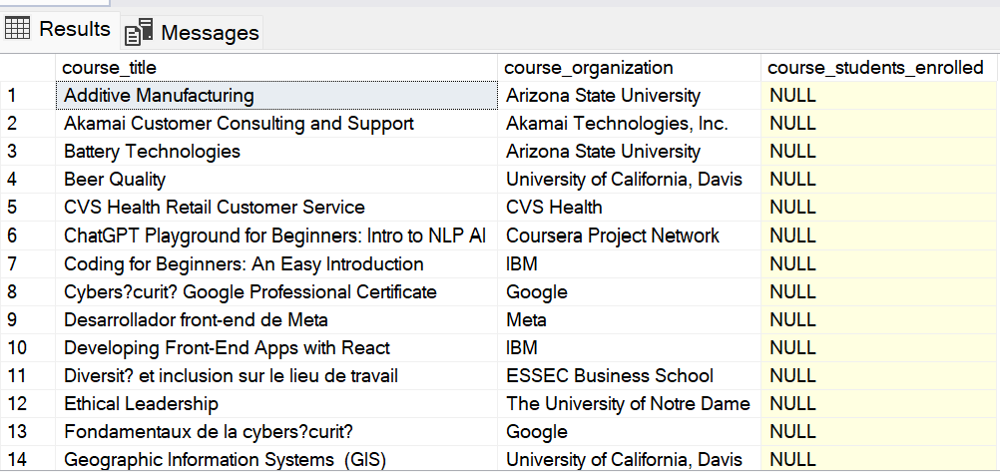 Results Messages
course_title course_organization course_students_enrolled
1 Additive Manufacturing Arizona State University NULL
2 Akamai Customer Consulting and Support Akamai Technologies, Inc. NULL
3 Battery Technologies Arizona State University NULL
4 Beer Quality University of California, Davis NULL
5 CVS Health Retail Customer Service CVS Health NULL
6 ChatGPT Playground for Beginners: Intro to NLP AI Coursera Project Network NULL
7 Coding for Beginners: An Easy Introduction IBM NULL
8 Cybers?curit? Google Professional Certificate Google NULL
9 Desarrollador front-end de Meta Meta NULL
10 Developing Front-End Apps with React IBM NULL
11 Diversit? et inclusion sur le lieu de travail ESSEC Business School NULL
12 Ethical Leadership The University of Notre Dame NULL
13 Fondamentaux de la cybers?curit? Google NULL
14 Geographic Information Systems (GIS) University of California, Davis NULL